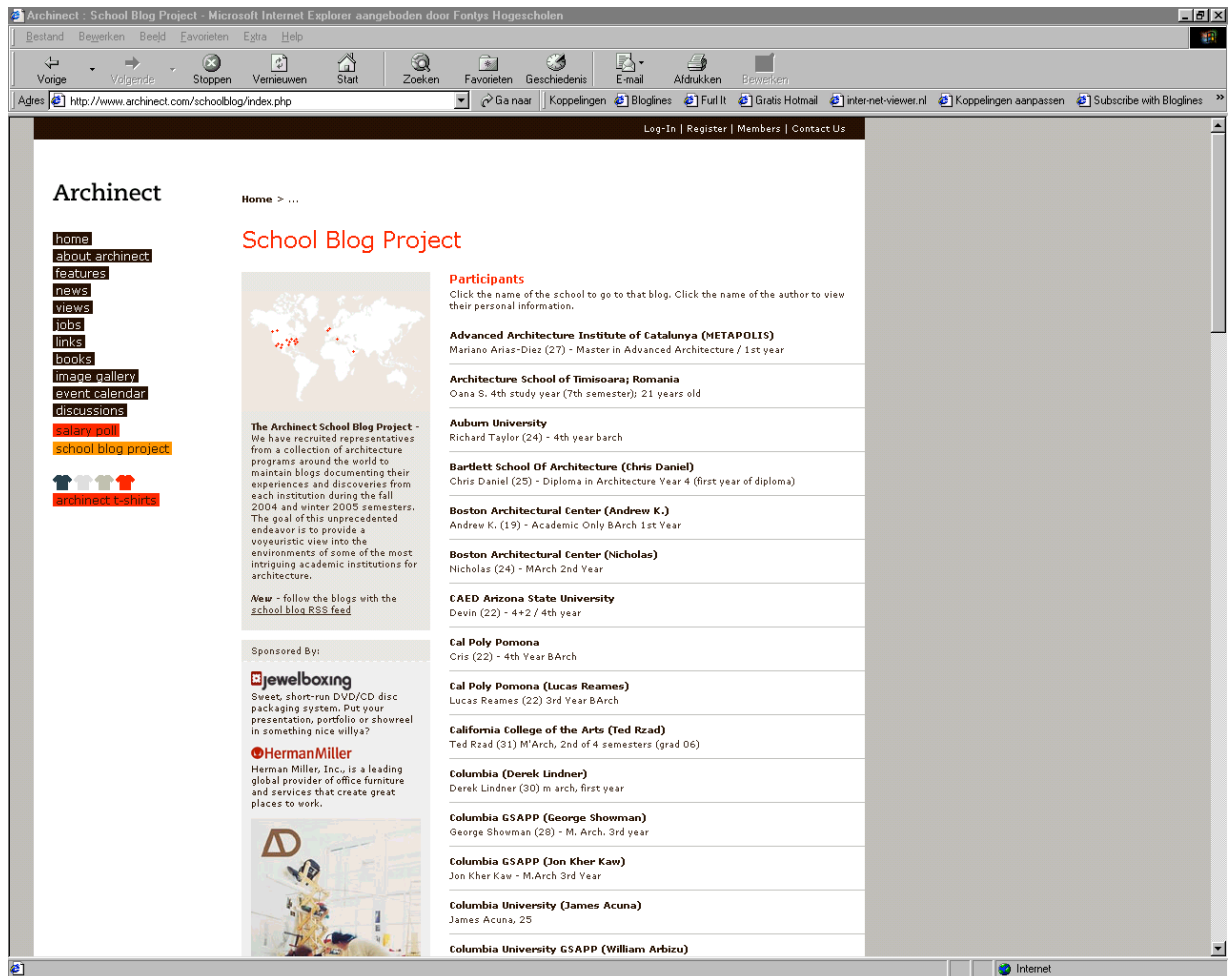 Archinect : School Blog Project - Microsoft Internet Explorer aangeboden door Fontys Hogescholen
Bestand Bewerken Beeld Favorieten Extra Help
Vorige Volgende Stoppen Vernieuwen Start Zoeken Favorieten Geschiedenis E-mail Afdrukken Bewerken
Adres http://www.archinect.com/schoolblog/index.php Ga naar Koppelingen Bloglines Furl It Gratis Hotmail inter-net-viewer.nl Koppelingen aanpassen Subscribe with Bloglines »
Log-In | Register | Members | Contact Us
Archinect
home
about archinect
features
news
views
jobs
links
books
image gallery
event calendar
discussions
salary poll
school blog project
archinect t-shirts
Home > ...
School Blog Project
The Archinect School Blog Project -
We have recruited representatives
from a collection of architecture
programs around the world to
maintain blogs documenting their
experiences and discoveries from
each institution during the fall
2004 and winter 2005 semesters.
The goal of this unprecedented
endeavor is to provide a
voyeuristic view into the
environments of some of the most
intriguing academic institutions for
architecture.
New - follow the blogs with the
school blog RSS feed
Sponsored By:
jewelboxing
Sweet, short-run DVD/CD disc
packaging system. Put your
presentation, portfolio or showreel
in something nice willya?
HermanMiller
Herman Miller, Inc., is a leading
global provider of office furniture
and services that create great
places to work.
AD
Participants
Click the name of the school to go to that blog. Click the name of the author to view
their personal information.
Advanced Architecture Institute of Catalunya (METAPOLIS)
Mariano Arias-Diez (27) - Master in Advanced Architecture / 1st year
Architecture School of Timisoara; Romania
Oana S. 4th study year (7th semester); 21 years old
Auburn University
Richard Taylor (24) - 4th year barch
Bartlett School Of Architecture (Chris Daniel)
Chris Daniel (25) - Diploma in Architecture Year 4 (first year of diploma)
Boston Architectural Center (Andrew K.)
Andrew K. (19) - Academic Only BArch 1st Year
Boston Architectural Center (Nicholas)
Nicholas (24) - MArch 2nd Year
CAED Arizona State University
Devin (22) - 4+2 / 4th year
Cal Poly Pomona
Cris (22) - 4th Year BArch
Cal Poly Pomona (Lucas Reames)
Lucas Reames (22) 3rd Year BArch
California College of the Arts (Ted Rzad)
Ted Rzad (31) M'Arch, 2nd of 4 semesters (grad 06)
Columbia (Derek Lindner)
Derek Lindner (30) m arch, first year
Columbia GSAPP (George Showman)
George Showman (28) - M. Arch. 3rd year
Columbia GSAPP (Jon Kher Kaw)
Jon Kher Kaw - M.Arch 3rd Year
Columbia University (James Acuna)
James Acuna, 25
Columbia University GSAPP (William Arbizu)
Internet